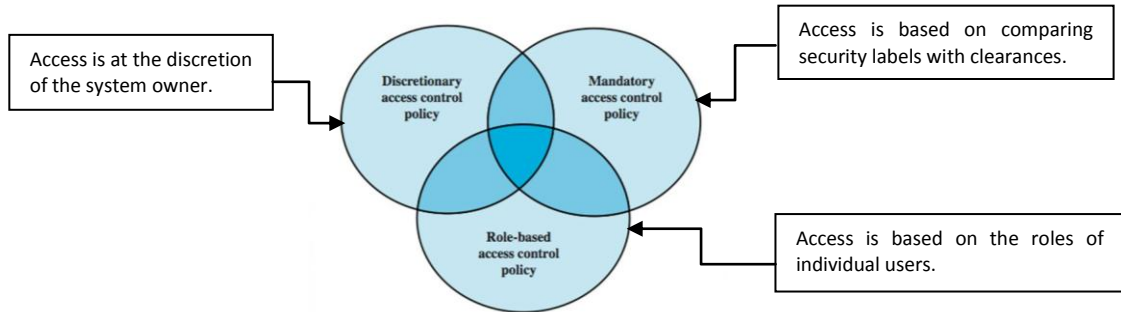 Access is at the discretion
of the system owner.
Access is based on comparing
security labels with clearances.
Discretionary
access control
policy
Mandatory
access control
policy
Role-based
access control
policy
Access is based on the roles of
individual users.